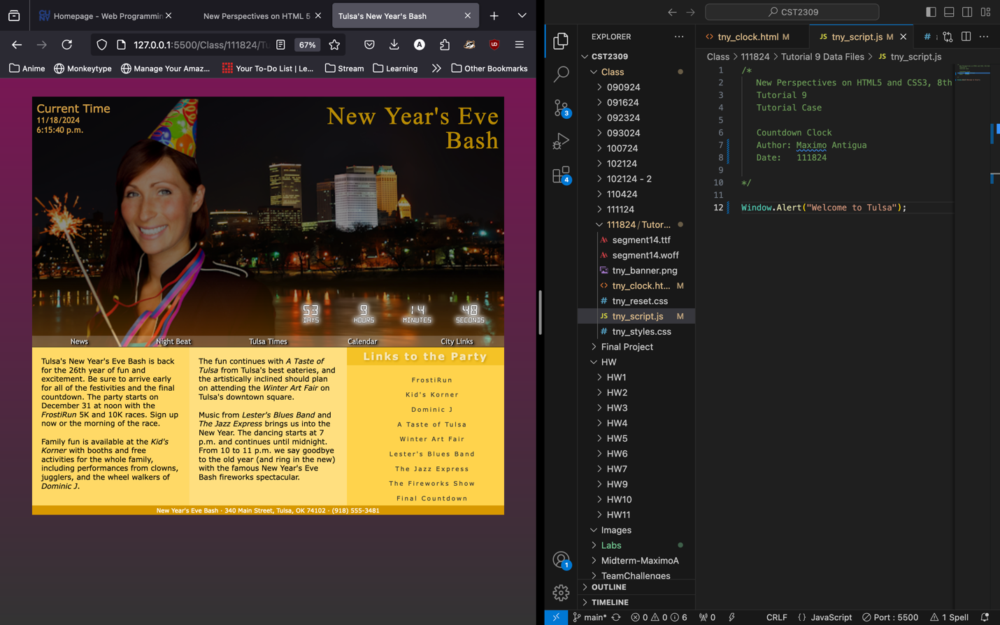 Homepage - Web Programmin
New Perspectives on HTML 5
Tulsa's New Year's Bash
127.0.0.1:5500/Class/111824/Tu
67%
Anime
Monkeytype
Manage Your Amaz...
Your To-Do List | Le...
Stream
Learning
Other Bookmarks
Current Time
11/18/2024
6:15:40 p.m.
New Year's Eve
Bash
53
DAYS
9
HOURS
14
MINUTES
48
SECONDS
News
Night Beat
Tulsa Times
Calendar
City Links
Tulsa's New Year's Eve Bash is back
for the 26th year of fun and
excitement. Be sure to arrive early
for all of the festivities and the final
countdown. The party starts on
December 31 at noon with the
FrostiRun 5K and 10K races. Sign up
now or the morning of the race.
Family fun is available at the Kid's
Korner with booths and free
activities for the whole family,
including performances from clowns,
jugglers, and the wheel walkers of
Dominic J.
The fun continues with A Taste of
Tulsa from Tulsa's best eateries, and
the artistically inclined should plan
on attending the Winter Art Fair on
Tulsa's downtown square.
Music from Lester's Blues Band and
The Jazz Express brings us into the
New Year. The dancing starts at 7
p.m. and continues until midnight.
From 10 to 11 p.m. we say goodbye
to the old year (and ring in the new)
with the famous New Year's Eve
Bash fireworks spectacular.
Links to the Party
FrostiRun
Kid's Korner
Dominic J
A Taste of Tulsa
Winter Art Fair
Lester's Blues Band
The Jazz Express
The Fireworks Show
Final Countdown
New Year's Eve Bash · 340 Main Street, Tulsa, OK 74102 · (918) 555-3481
CST2309
3
4
1
EXPLORER
CST2309
Class
090924
091624
092324
093024
100724
102124
102124 - 2
110424
111124
111824 / Tutor...
segment14.ttf
segment14.woff
tny_banner.png
tny_clock.ht... M
tny_reset.css
JS tny_script.js M
tny_styles.css
Final Project
HW
HW1
HW2
HW3
HW4
HW5
HW6
HW7
HW9
HW10
HW11
Images
Labs
Midterm-MaximoA
TeamChallenges
OUTLINE
TIMELINE
tny_clock.html M
JS tny_script.js M
Class > 111824 > Tutorial 9 Data Files > JS tny_script.js
1 /*
2 New Perspectives on HTML5 and CSS3, 8th
3 Tutorial 9
4 Tutorial Case
5
6 Countdown Clock
7 Author: Maximo Antigua
8 Date: 111824
9
10 */
11
12 Window.Alert("Welcome to Tulsa");
main* 0 0 6 0 CRLF {} JavaScript Port : 5500 1 Spell